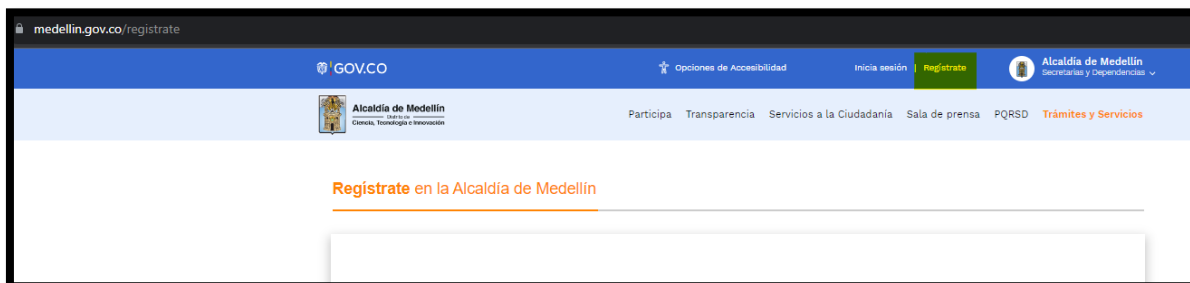 medellin.gov.co/registrate
GOV.CO
Opciones de Accesibilidad
Inicia sesión | Regístrate
Alcaldía de Medellín
Secretarías y Dependencias
Alcaldía de Medellín
Distrito de
Ciencia, Tecnología e Innovación
Participa Transparencia Servicios a la Ciudadanía Sala de prensa PQRSD Trámites y Servicios
Regístrate en la Alcaldía de Medellín